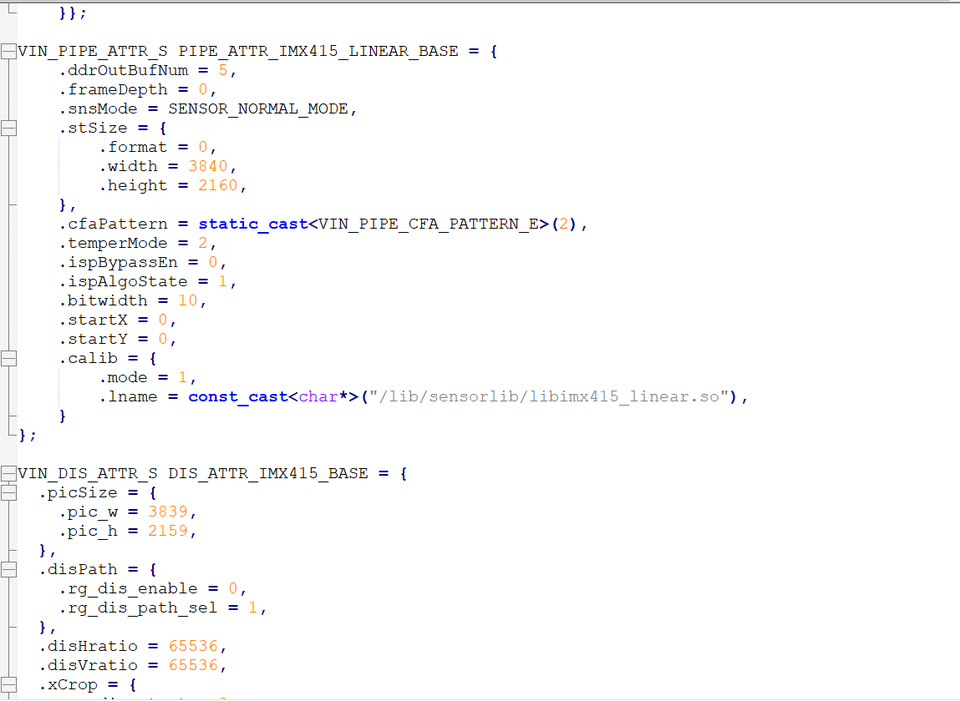 }};
VIN_PIPE_ATTR_S PIPE_ATTR_IMX415_LINEAR_BASE = {
.ddrOutBufNum = 5,
.frameDepth = 0,
.snsMode = SENSOR_NORMAL_MODE,
.stSize = {
.format = 0,
.width = 3840,
.height = 2160,
},
.cfaPattern = static_cast<VIN_PIPE_CFA_PATTERN_E>(2),
.temperMode = 2,
.ispBypassEn = 0,
.ispAlgoState = 1,
.bitwidth = 10,
.startX = 0,
.startY = 0,
.calib = {
.mode = 1,
.lname = const_cast<char*>("/lib/sensorlib/libimx415_linear.so"),
}
};
VIN_DIS_ATTR_S DIS_ATTR_IMX415_BASE = {
.picSize = {
.pic_w = 3839,
.pic_h = 2159,
},
.disPath = {
.rg_dis_enable = 0,
.rg_dis_path_sel = 1,
},
.disHratio = 65536,
.disVratio = 65536,
.xCrop = {